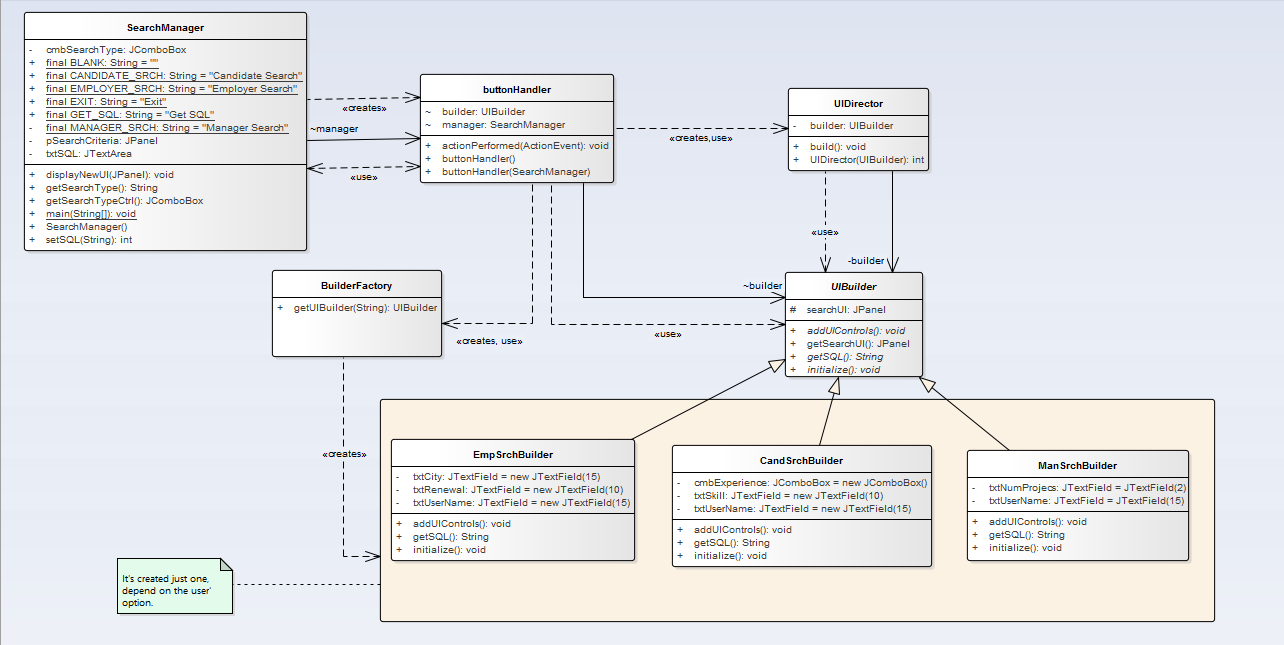 SearchManager
- cmbSearchType: JComboBox
+ final BLANK: String = ""
+ final CANDIDATE_SRCH: String = "Candidate Search"
+ final EMPLOYER_SRCH: String = "Employer Search"
+ final EXIT: String = "Exit"
+ final GET_SQL: String = "Get SQL"
- final MANAGER_SRCH: String = "Manager Search"
- pSearchCriteria: JPanel
- txtSQL: JTextArea
+ displayNewUI(JPanel): void
+ getSearchType(): String
+ getSearchTypeCtrl(): JComboBox
+ main(String[]): void
+ SearchManager()
+ setSQL(String): int
«creates»
~manager
«use»
buttonHandler
~ builder: UIBuilder
~ manager: SearchManager
+ actionPerformed(ActionEvent): void
+ buttonHandler()
+ buttonHandler(SearchManager)
«creates,use»
UIDirector
- builder: UIBuilder
+ build(): void
+ UIDirector(UIBuilder): int
«use»
-builder
~builder
BuilderFactory
+ getUIBuilder(String): UIBuilder
«creates, use»
«use»
UIBuilder
# searchUI: JPanel
+ addUIControls(): void
+ getSearchUI(): JPanel
+ getSQL(): String
+ initialize(): void
«creates»
EmpSrchBuilder
- txtCity: JTextField = new JTextField(15)
- txtRenewal: JTextField = new JTextField(10)
- txtUserName: JTextField = new JTextField(15)
+ addUIControls(): void
+ getSQL(): String
+ initialize(): void
CandSrchBuilder
- cmbExperience: JComboBox = new JComboBox()
- txtSkill: JTextField = new JTextField(10)
- txtUserName: JTextField = new JTextField(15)
+ addUIControls(): void
+ getSQL(): String
+ initialize(): void
ManSrchBuilder
- txtNumProjecs: JTextField = new JTextField(2)
- txtUserName: JTextField = new JTextField(15)
+ addUIControls(): void
+ getSQL(): String
+ initialize(): void
It's created just one,
depend on the user'
option.